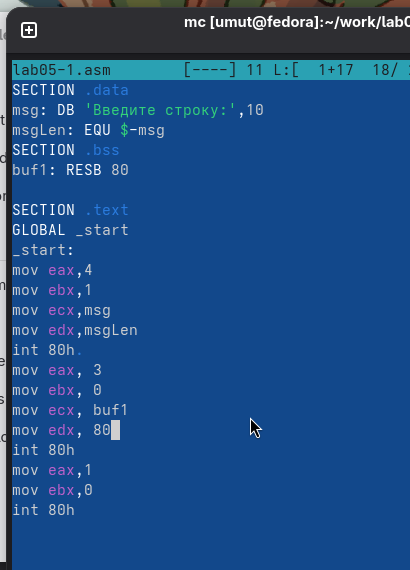 mc [umut@fedora]:~/work/lab0
lab05-1.asm [----] 11 L:[ 1+17 18/
SECTION .data
msg: DB 'Введите строку:',10
msgLen: EQU $-msg
SECTION .bss
buf1: RESB 80
SECTION .text
GLOBAL _start
_start:
mov eax,4
mov ebx,1
mov ecx,msg
mov edx,msgLen
int 80h.
mov eax, 3
mov ebx, 0
mov ecx, buf1
mov edx, 80
int 80h
mov eax,1
mov ebx,0
int 80h